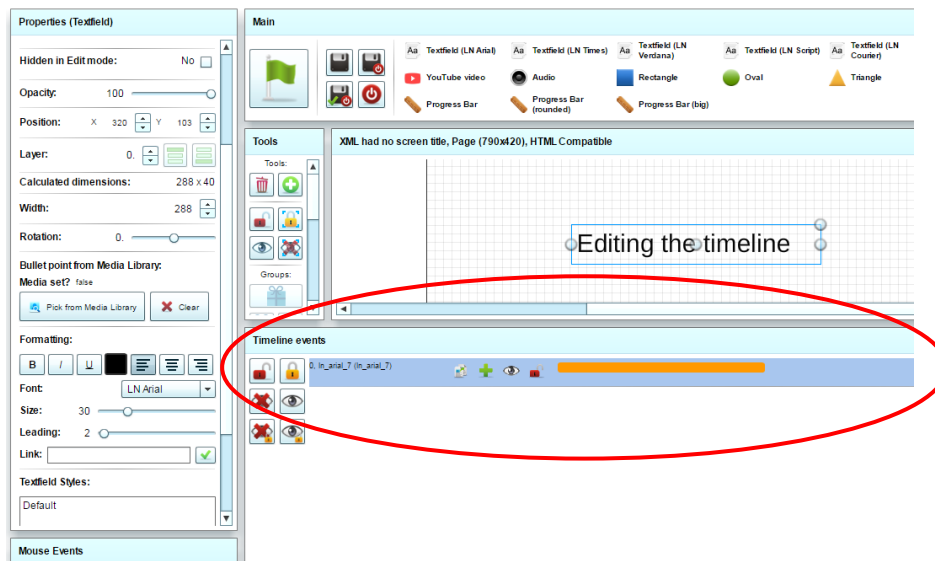 Properties (Textfield)
Hidden in Edit mode: No
Opacity: 100
Position: X 320 Y 103
Layer: 0.
Calculated dimensions: 288 x 40
Width: 288
Rotation: 0.
Bullet point from Media Library:
Media set? false
Pick from Media Library Clear
Formatting:
B I U
Font: LN Arial
Size: 30
Leading: 2
Link:
Textfield Styles:
Default
Mouse Events
Main
Aa Textfield (LN Arial) Aa Textfield (LN Times) Aa Textfield (LN Verdana) Aa Textfield (LN Script) Aa Textfield (LN Courier)
YouTube video Audio Rectangle Oval Triangle
Progress Bar Progress Bar (rounded) Progress Bar (big)
Tools
Tools:
Groups:
XML had no screen title, Page (790x420), HTML Compatible
Editing the timeline
Timeline events
0. ln_arial_7 (ln_arial_7)